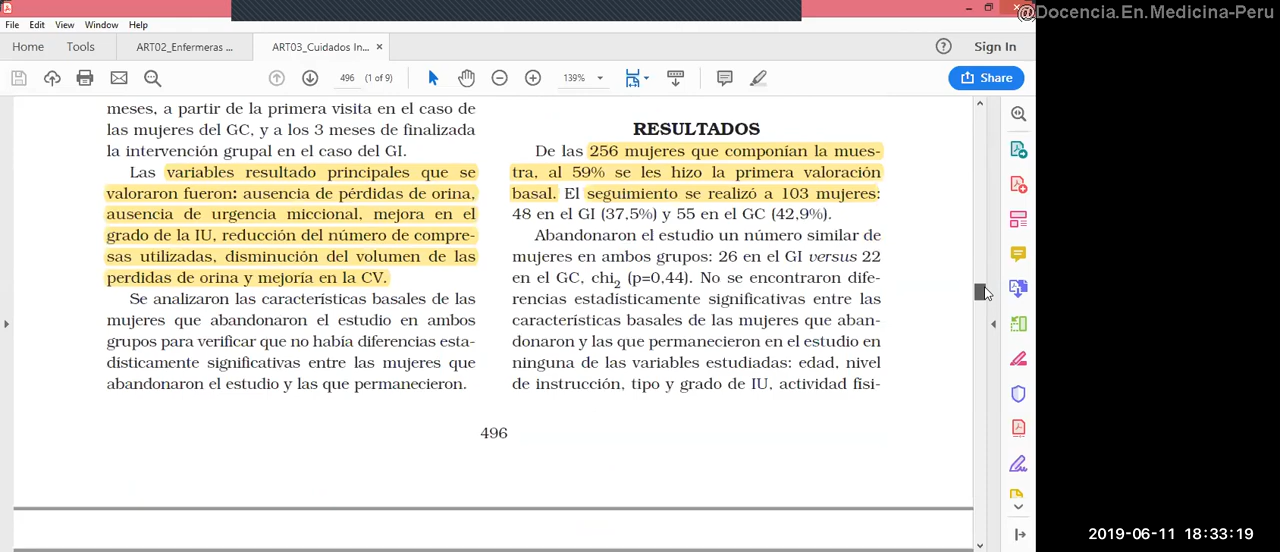 @Docencia.En.Medicina-Peru
File Edit View Window Help
Home Tools ART02_Enfermeras ... ART03_Cuidados In... × ? Sign In
496 (1 of 9) 139% Share
meses, a partir de la primera visita en el caso de
las mujeres del GC, y a los 3 meses de finalizada
la intervención grupal en el caso del GI.
Las variables resultado principales que se
valoraron fueron: ausencia de pérdidas de orina,
ausencia de urgencia miccional, mejora en el
grado de la IU, reducción del número de compre-
sas utilizadas, disminución del volumen de las
perdidas de orina y mejoría en la CV.
Se analizaron las características basales de las
mujeres que abandonaron el estudio en ambos
grupos para verificar que no había diferencias esta-
dísticamente significativas entre las mujeres que
abandonaron el estudio y las que permanecieron.
RESULTADOS
De las 256 mujeres que componían la mues-
tra, al 59% se les hizo la primera valoración
basal. El seguimiento se realizó a 103 mujeres:
48 en el GI (37,5%) y 55 en el GC (42,9%).
Abandonaron el estudio un número similar de
mujeres en ambos grupos: 26 en el GI versus 22
en el GC, chi2 (p=0,44). No se encontraron dife-
rencias estadísticamente significativas entre las
características basales de las mujeres que aban-
donaron y las que permanecieron en el estudio en
ninguna de las variables estudiadas: edad, nivel
de instrucción, tipo y grado de IU, actividad físi-
496
2019-06-11 18:33:19